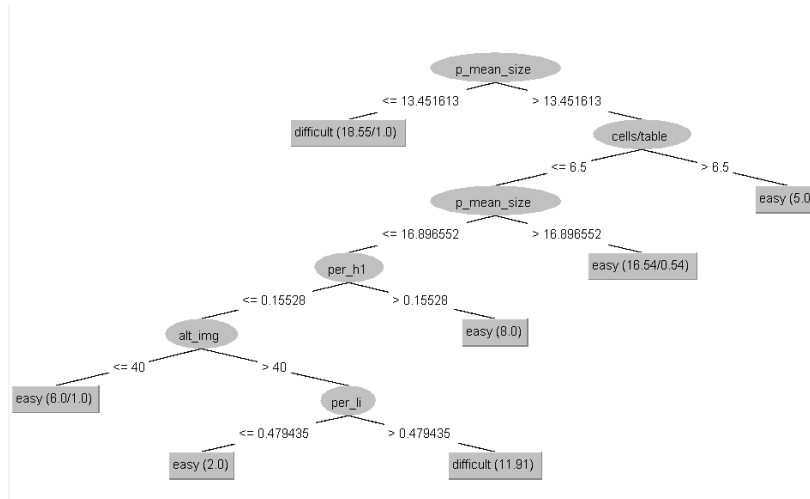 p_mean_size
<= 13.451613 > 13.451613
difficult (18.55/1.0) cells/table
<= 6.5 > 6.5
p_mean_size easy (5.0
<= 16.896552 > 16.896552
per_h1 easy (16.54/0.54)
<= 0.15528 > 0.15528
alt_img easy (8.0)
<= 40 > 40
easy (6.0/1.0) per_li
<= 0.479435 > 0.479435
easy (2.0) difficult (11.91)